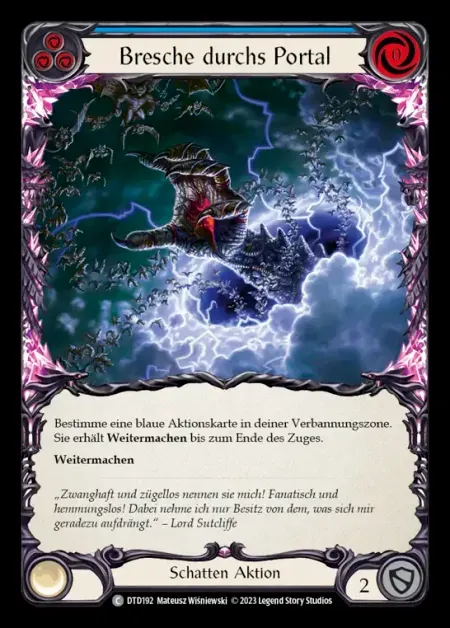 Bresche durchs Portal
0
Bestimme eine blaue Aktionskarte in deiner Verbannungszone.
Sie erhält Weitermachen bis zum Ende des Zuges.
Weitermachen
„Zwanghaft und zügellos nennen sie mich! Fanatisch und
hemmungslos! Dabei nehme ich nur Besitz von dem, was sich mir
geradezu aufdrängt.“ – Lord Sutcliffe
Schatten Aktion
2
C DTD192 Mateusz Wiśniewski © 2023 Legend Story Studios